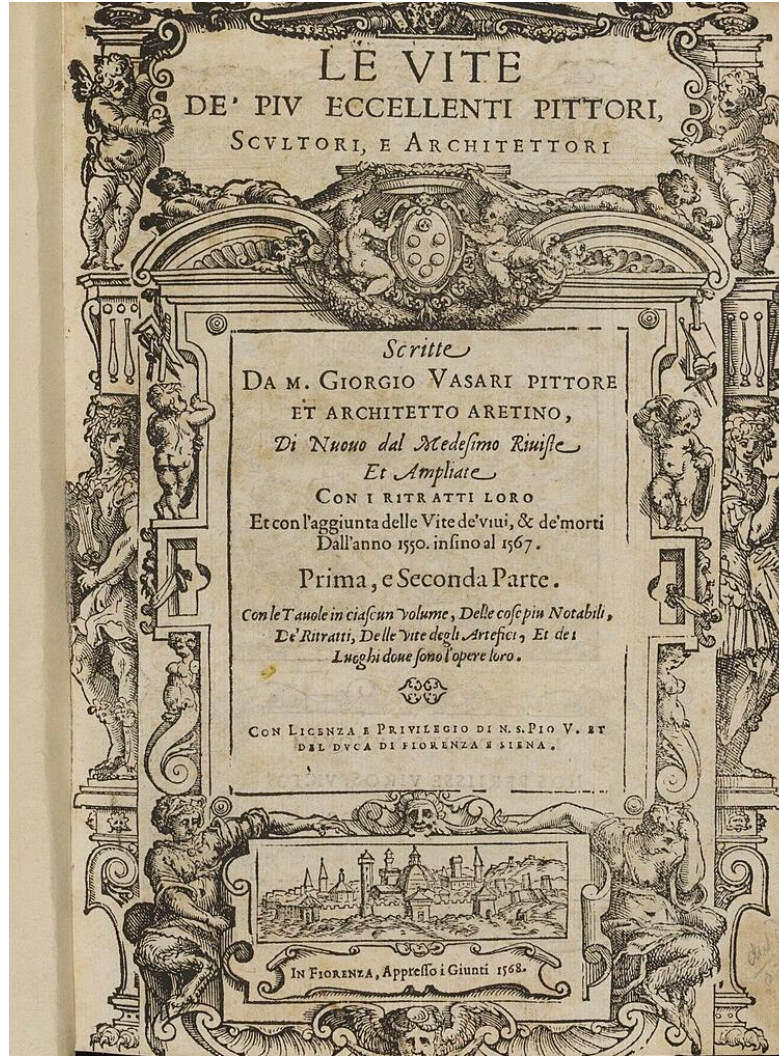 LE VITE
DE' PIV ECCELLENTI PITTORI,
SCVLTORI, E ARCHITETTORI
Scritte
DA M. GIORGIO VASARI PITTORE
ET ARCHITETTO ARETINO,
Di Nuouo dal Medeſimo Riuiſte
Et Ampliate
CON I RITRATTI LORO
Et con l'aggiunta delle Vite de' viui, & de' morti
Dall'anno 1550. inſino al 1567.
Prima, e Seconda Parte.
Con le Tauole in ciaſcun volume, Delle coſe piu Notabili,
De' Ritratti, Delle vite degli Artefici, Et dei
Luoghi doue ſono l'opere loro.
CON LICENZA E PRIVILEGIO DI N. S. PIO V. ET
DEL DVCA DI FIORENZA E SIENA.
IN FIORENZA, Appreſſo i Giunti 1568.